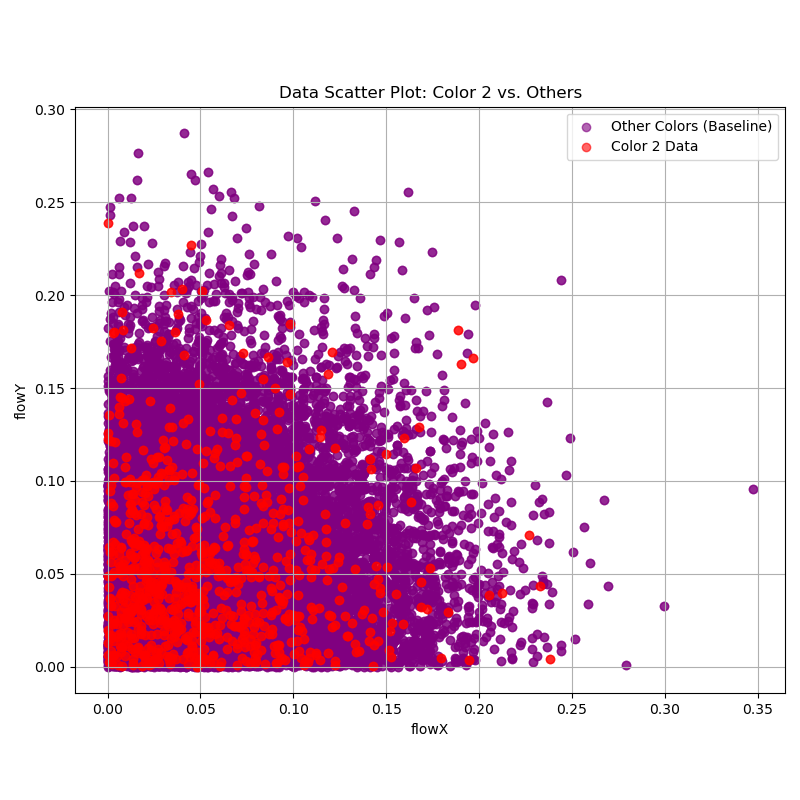 Data Scatter Plot: Color 2 vs. Others
Other Colors (Baseline)
Color 2 Data
flowY
0.30
0.25
0.20
0.15
0.10
0.05
0.00
0.00 0.05 0.10 0.15 0.20 0.25 0.30 0.35
flowX